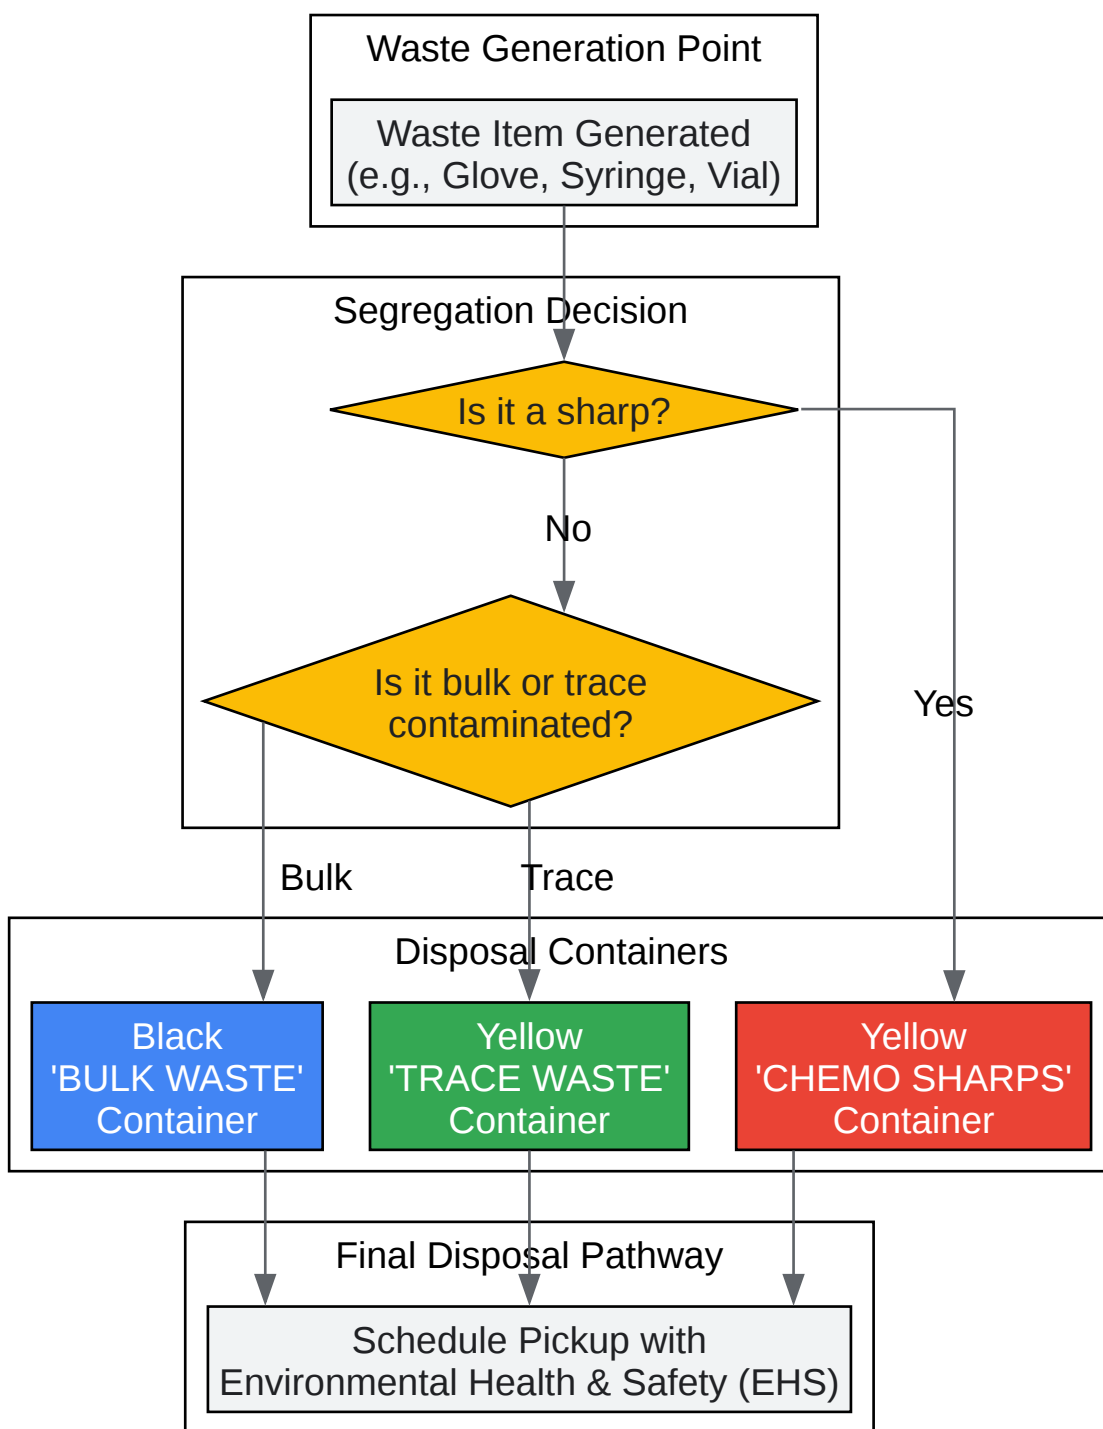 Waste Generation Point
Waste Item Generated
(e.g., Glove, Syringe, Vial)
Segregation Decision
Is it a sharp?
No
Is it bulk or trace
contaminated?
Yes
Bulk
Trace
Disposal Containers
Black
'BULK WASTE'
Container
Yellow
'TRACE WASTE'
Container
Yellow
'CHEMO SHARPS'
Container
Final Disposal Pathway
Schedule Pickup with
Environmental Health & Safety (EHS)